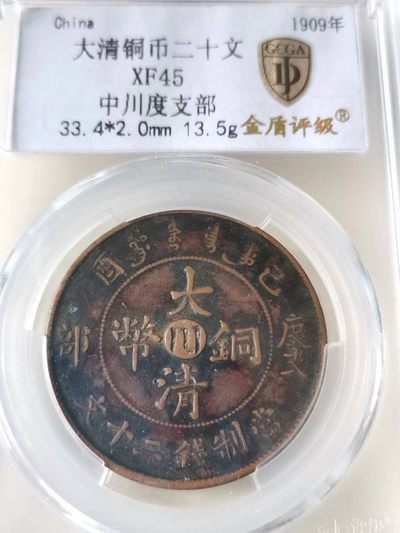 China
1909年
大清铜币二十文
XF45
中川度支部
33.4*2.0mm 13.5g
GCGA
金盾评级®
己酉
大清銅幣
川
度支部
當制錢二十文